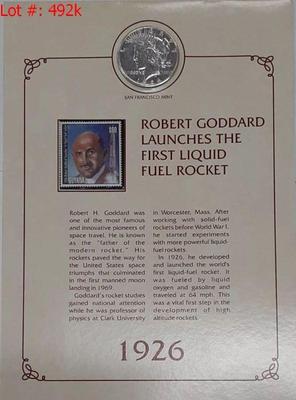 Lot #: 492k
SAN FRANCISCO MINT
ROBERT GODDARD
LAUNCHES THE
FIRST LIQUID
FUEL ROCKET
GUYANA
Robert H. Goddard was
one of the most famous
and innovative pioneers of
space travel. He is known
as the "father of the
modern rocket." His
rockets paved the way for
the United States space
triumphs that culminated
in the first manned moon
landing in 1969.
Goddard's rocket studies
gained national attention
while he was professor of
physics at Clark University
in Worcester, Mass. After
working with solid-fuel
rockets before World War I,
he started experiments
with more powerful liquid-
fuel rockets.
In 1926, he developed
and launched the world's
first liquid-fuel rocket. It
was fueled by liquid
oxygen and gasoline and
traveled at 64 mph. This
was a vital first step in the
development of high
altitude rockets.
1926